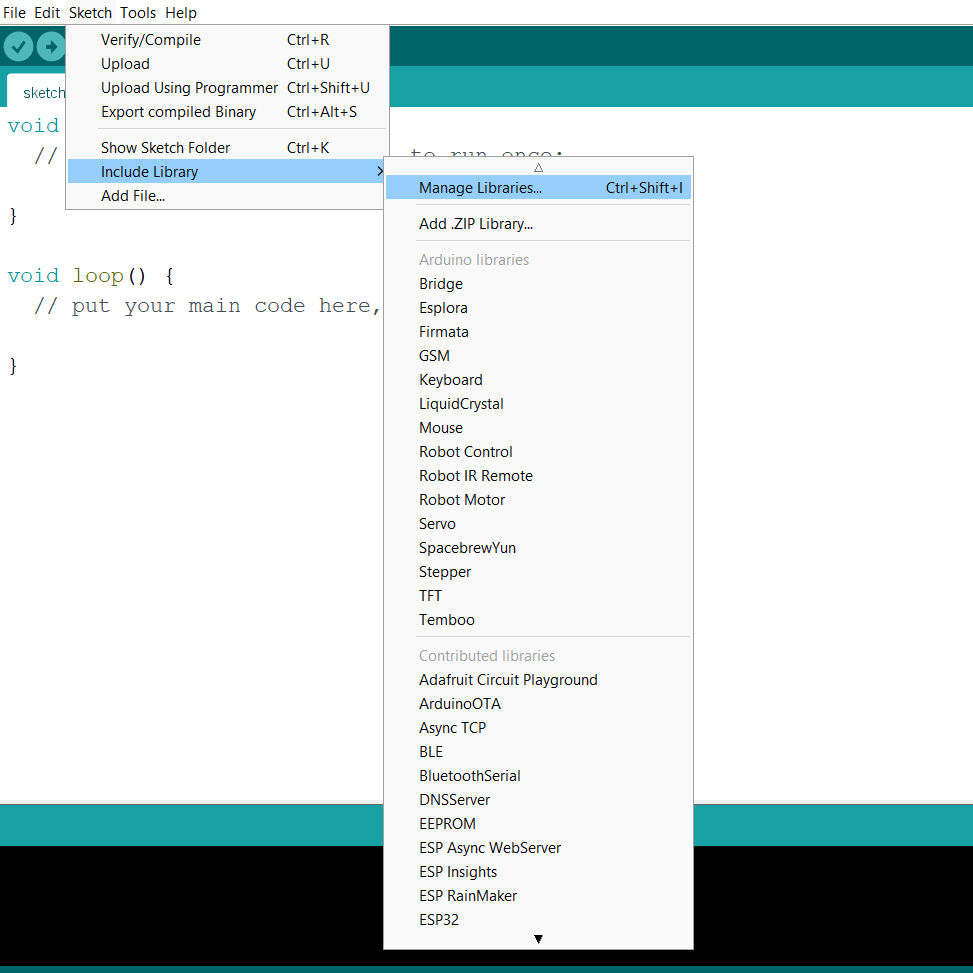 File Edit Sketch Tools Help
Verify/Compile Ctrl+R
Upload Ctrl+U
Upload Using Programmer Ctrl+Shift+U
Export compiled Binary Ctrl+Alt+S
Show Sketch Folder Ctrl+K
Include Library
Add File...
sketch
void
// to run once:
}
void loop() {
// put your main code here,
}
Manage Libraries... Ctrl+Shift+I
Add .ZIP Library...
Arduino libraries
Bridge
Esplora
Firmata
GSM
Keyboard
LiquidCrystal
Mouse
Robot Control
Robot IR Remote
Robot Motor
Servo
SpacebrewYun
Stepper
TFT
Temboo
Contributed libraries
Adafruit Circuit Playground
ArduinoOTA
Async TCP
BLE
BluetoothSerial
DNSServer
EEPROM
ESP Async WebServer
ESP Insights
ESP RainMaker
ESP32